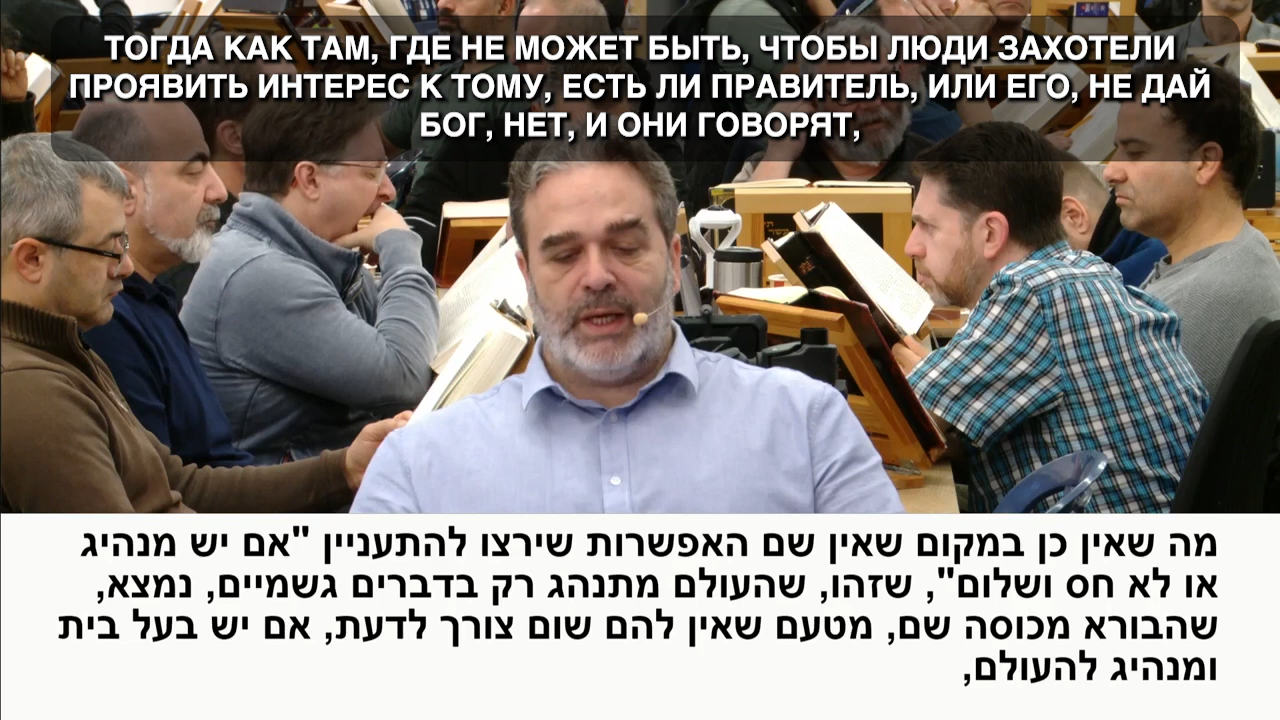 ТОГДА КАК ТАМ, ГДЕ НЕ МОЖЕТ БЫТЬ, ЧТОБЫ ЛЮДИ ЗАХОТЕЛИ
ПРОЯВИТЬ ИНТЕРЕС К ТОМУ, ЕСТЬ ЛИ ПРАВИТЕЛЬ, ИЛИ ЕГО, НЕ ДАЙ
БОГ, НЕТ, И ОНИ ГОВОРЯТ,
מה שאין כן במקום שאין שם האפשרות שירצו להתעניין "אם יש מנהיג
או לא חס ושלום", שזהו, שהעולם מתנהג רק בדברים גשמיים, נמצא,
שהבורא מכוסה שם, מטעם שאין להם שום צורך לדעת, אם יש בעל בית
ומנהיג להעולם,